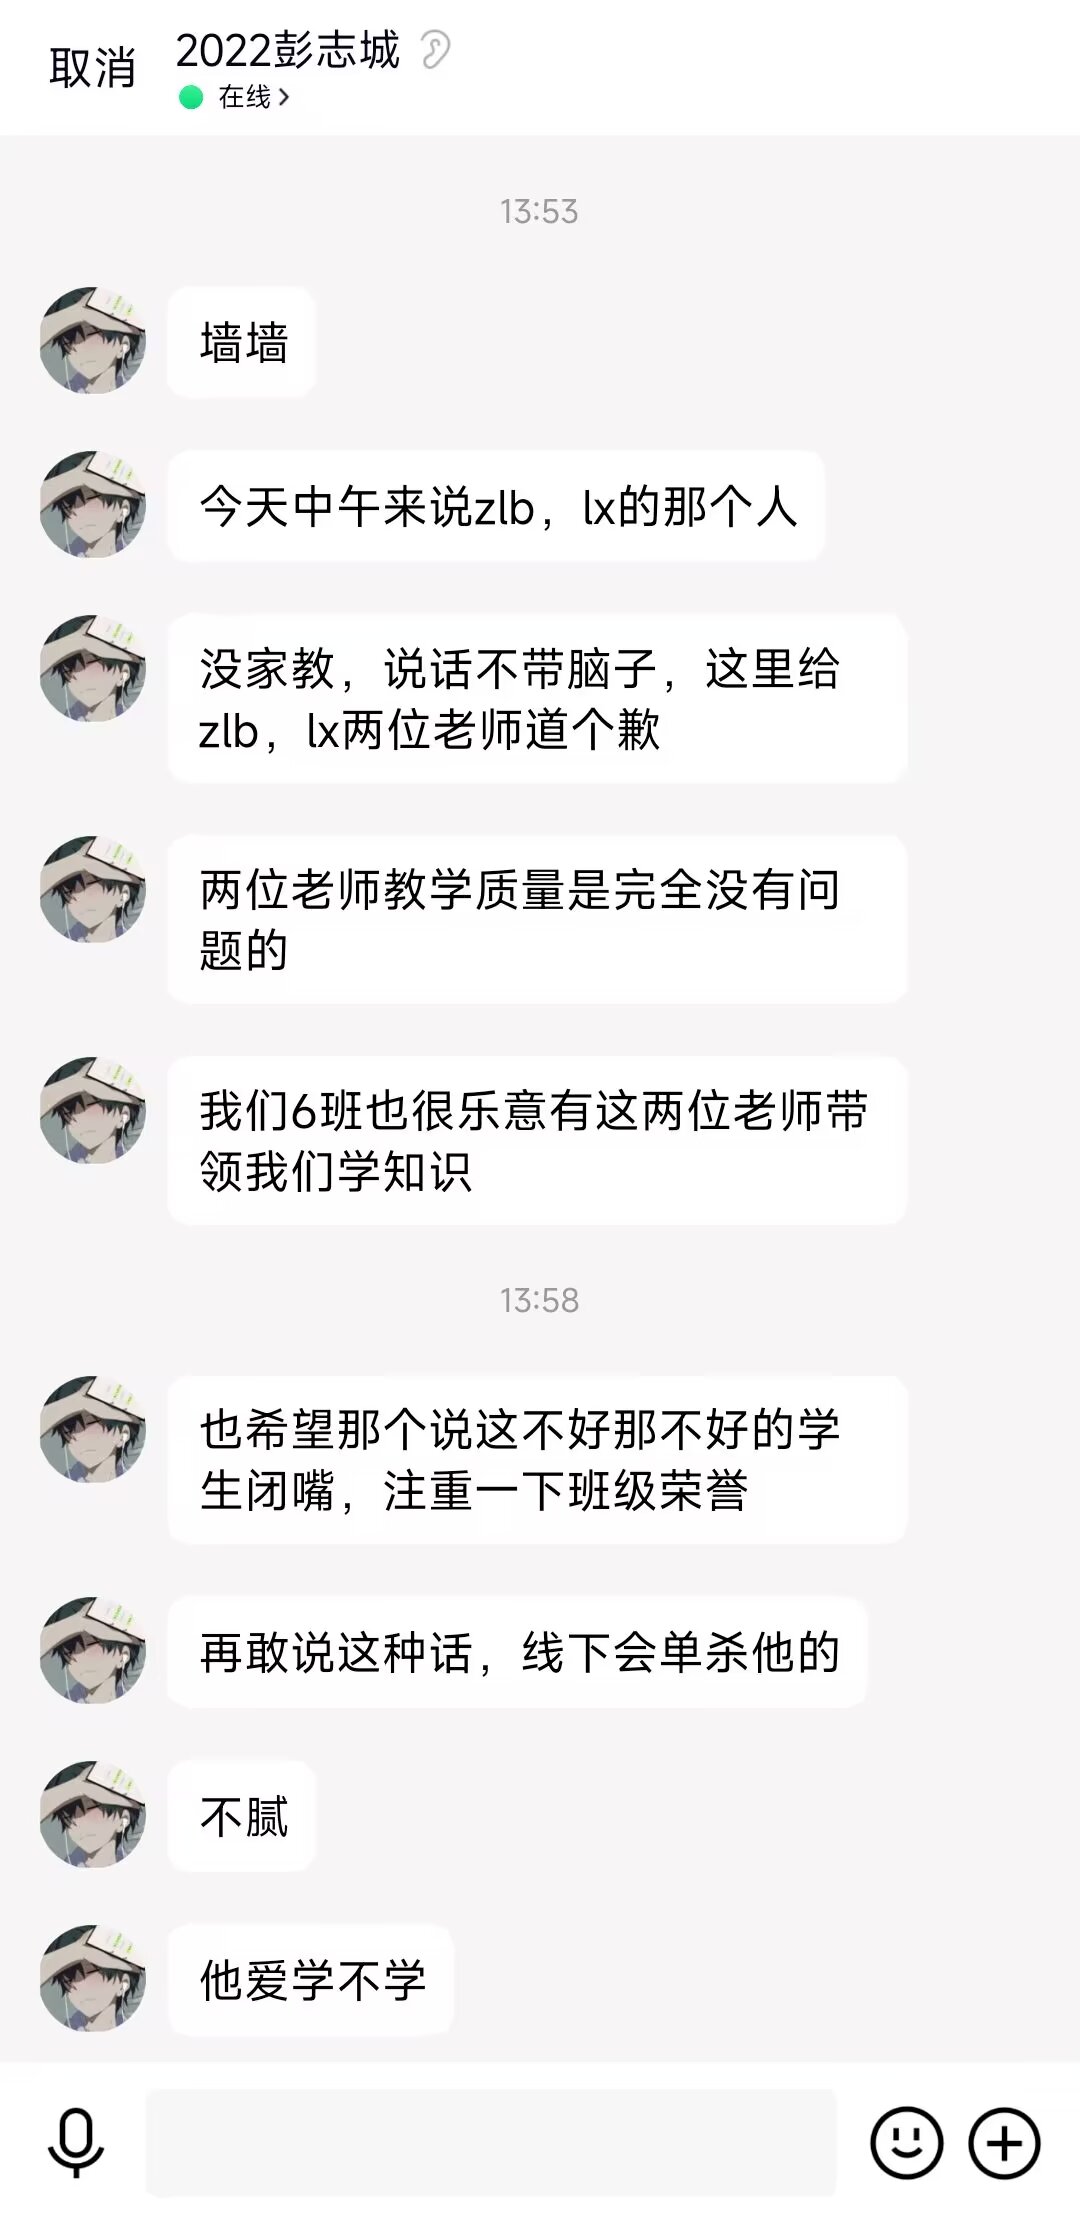 取消
2022彭志城
在线
13:53
墙墙
今天中午来说zlb，lx的那个人
没家教，说话不带脑子，这里给
zlb，lx两位老师道个歉
两位老师教学质量是完全没有问
题的
我们6班也很乐意有这两位老师带
领我们学知识
13:58
也希望那个说这不好那不好的学
生闭嘴，注重一下班级荣誉
再敢说这种话，线下会单杀他的
不腻
他爱学不学